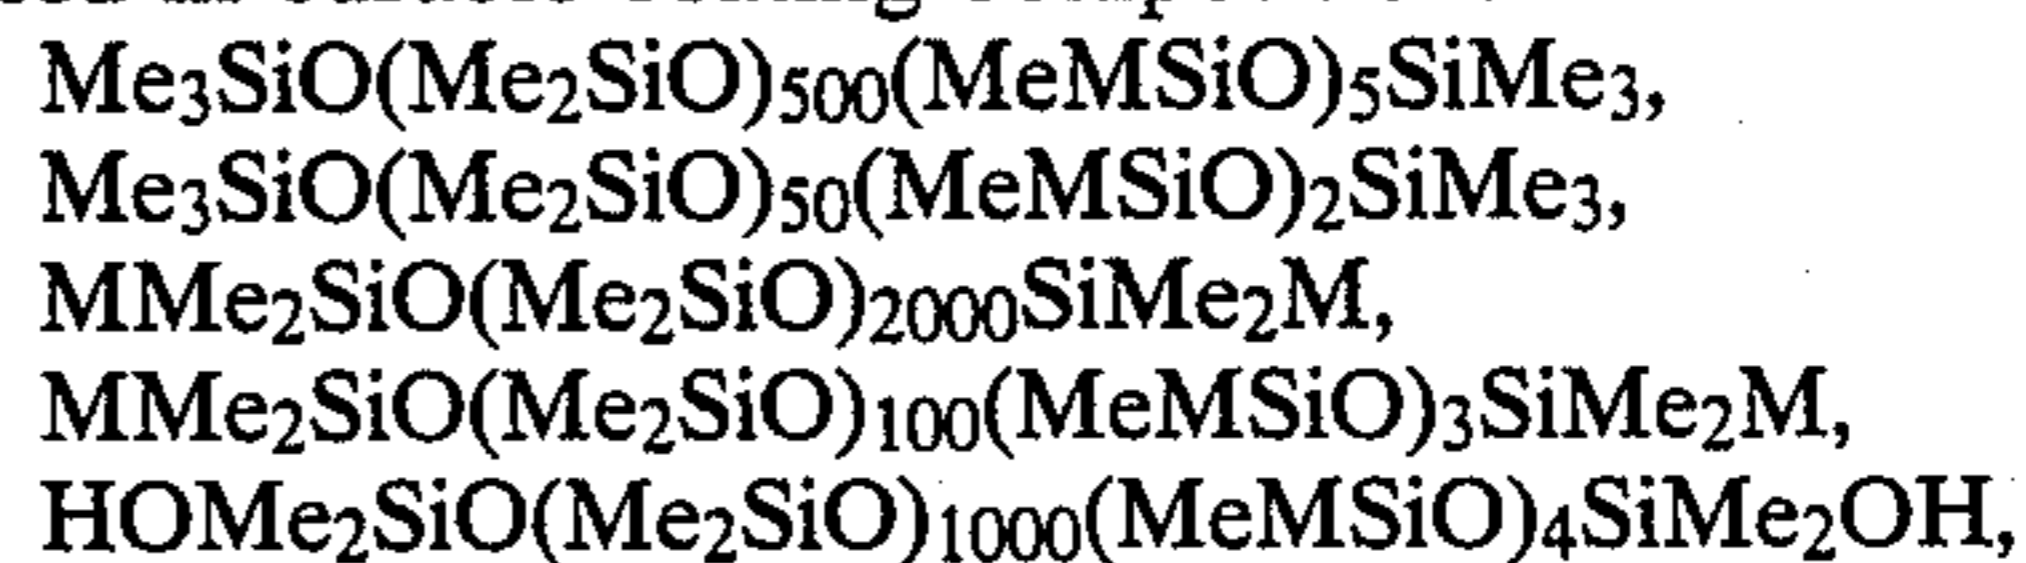 Me₃SiO(Me₂SiO)₅₀₀(MeMSiO)₅SiMe₃,
Me₃SiO(Me₂SiO)₅₀(MeMSiO)₂SiMe₃,
MMe₂SiO(Me₂SiO)₂₀₀₀SiMe₂M,
MMe₂SiO(Me₂SiO)₁₀₀(MeMSiO)₃SiMe₂M,
HOMe₂SiO(Me₂SiO)₁₀₀₀(MeMSiO)₄SiMe₂OH,